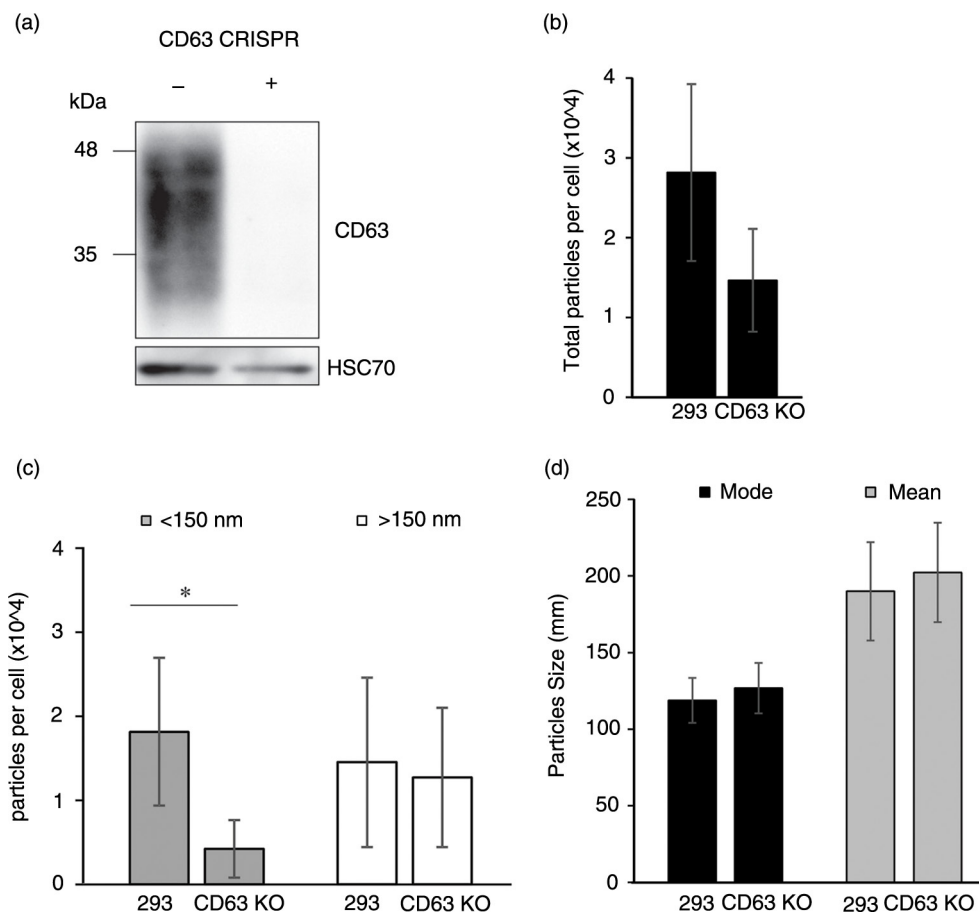 (a)
CD63 CRISPR
– +
kDa
48
35
CD63
HSC70
(b)
Total particles per cell (x10^4)
4
3
2
1
0
293 CD63 KO
(c)
<150 nm >150 nm
particles per cell (x10^4)
4
3
2
1
0
*
293 CD63 KO 293 CD63 KO
(d)
Mode Mean
Particles Size (mm)
250
200
150
100
50
0
293 CD63 KO 293 CD63 KO